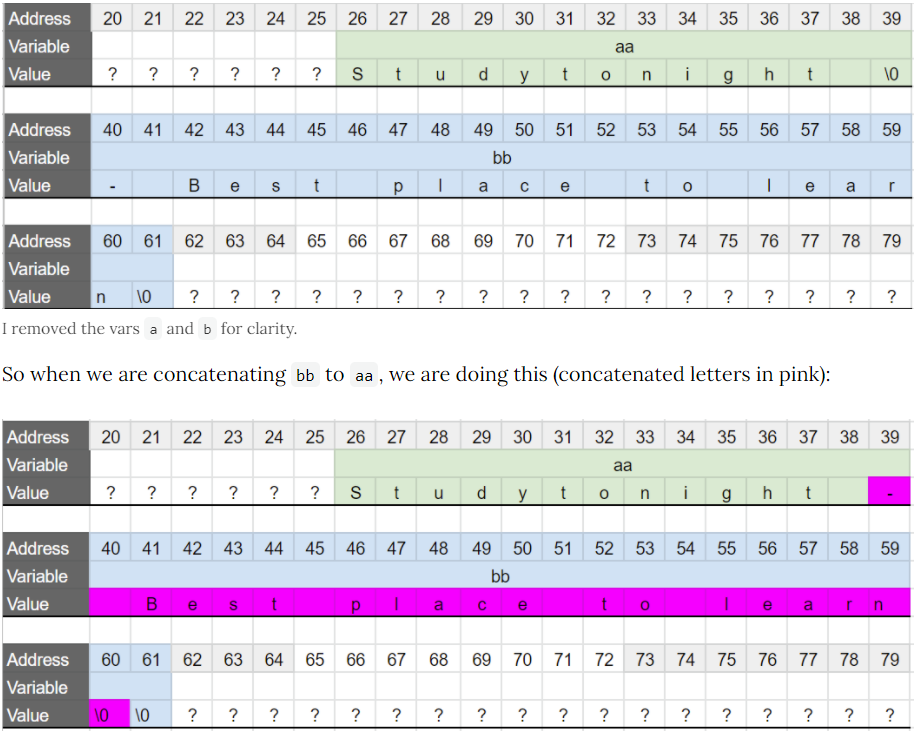 Address 20 21 22 23 24 25 26 27 28 29 30 31 32 33 34 35 36 37 38 39
Variable aa
Value ? ? ? ? ? ? S t u d y t o n i g h t \0
Address 40 41 42 43 44 45 46 47 48 49 50 51 52 53 54 55 56 57 58 59
Variable bb
Value - B e s t p l a c e t o l e a r
Address 60 61 62 63 64 65 66 67 68 69 70 71 72 73 74 75 76 77 78 79
Variable
Value n \0 ? ? ? ? ? ? ? ? ? ? ? ? ? ? ? ? ? ?
I removed the vars a and b for clarity.
So when we are concatenating bb to aa , we are doing this (concatenated letters in pink):
Address 20 21 22 23 24 25 26 27 28 29 30 31 32 33 34 35 36 37 38 39
Variable aa
Value ? ? ? ? ? ? S t u d y t o n i g h t -
Address 40 41 42 43 44 45 46 47 48 49 50 51 52 53 54 55 56 57 58 59
Variable bb
Value B e s t p l a c e t o l e a r n
Address 60 61 62 63 64 65 66 67 68 69 70 71 72 73 74 75 76 77 78 79
Variable
Value \0 \0 ? ? ? ? ? ? ? ? ? ? ? ? ? ? ? ? ? ?